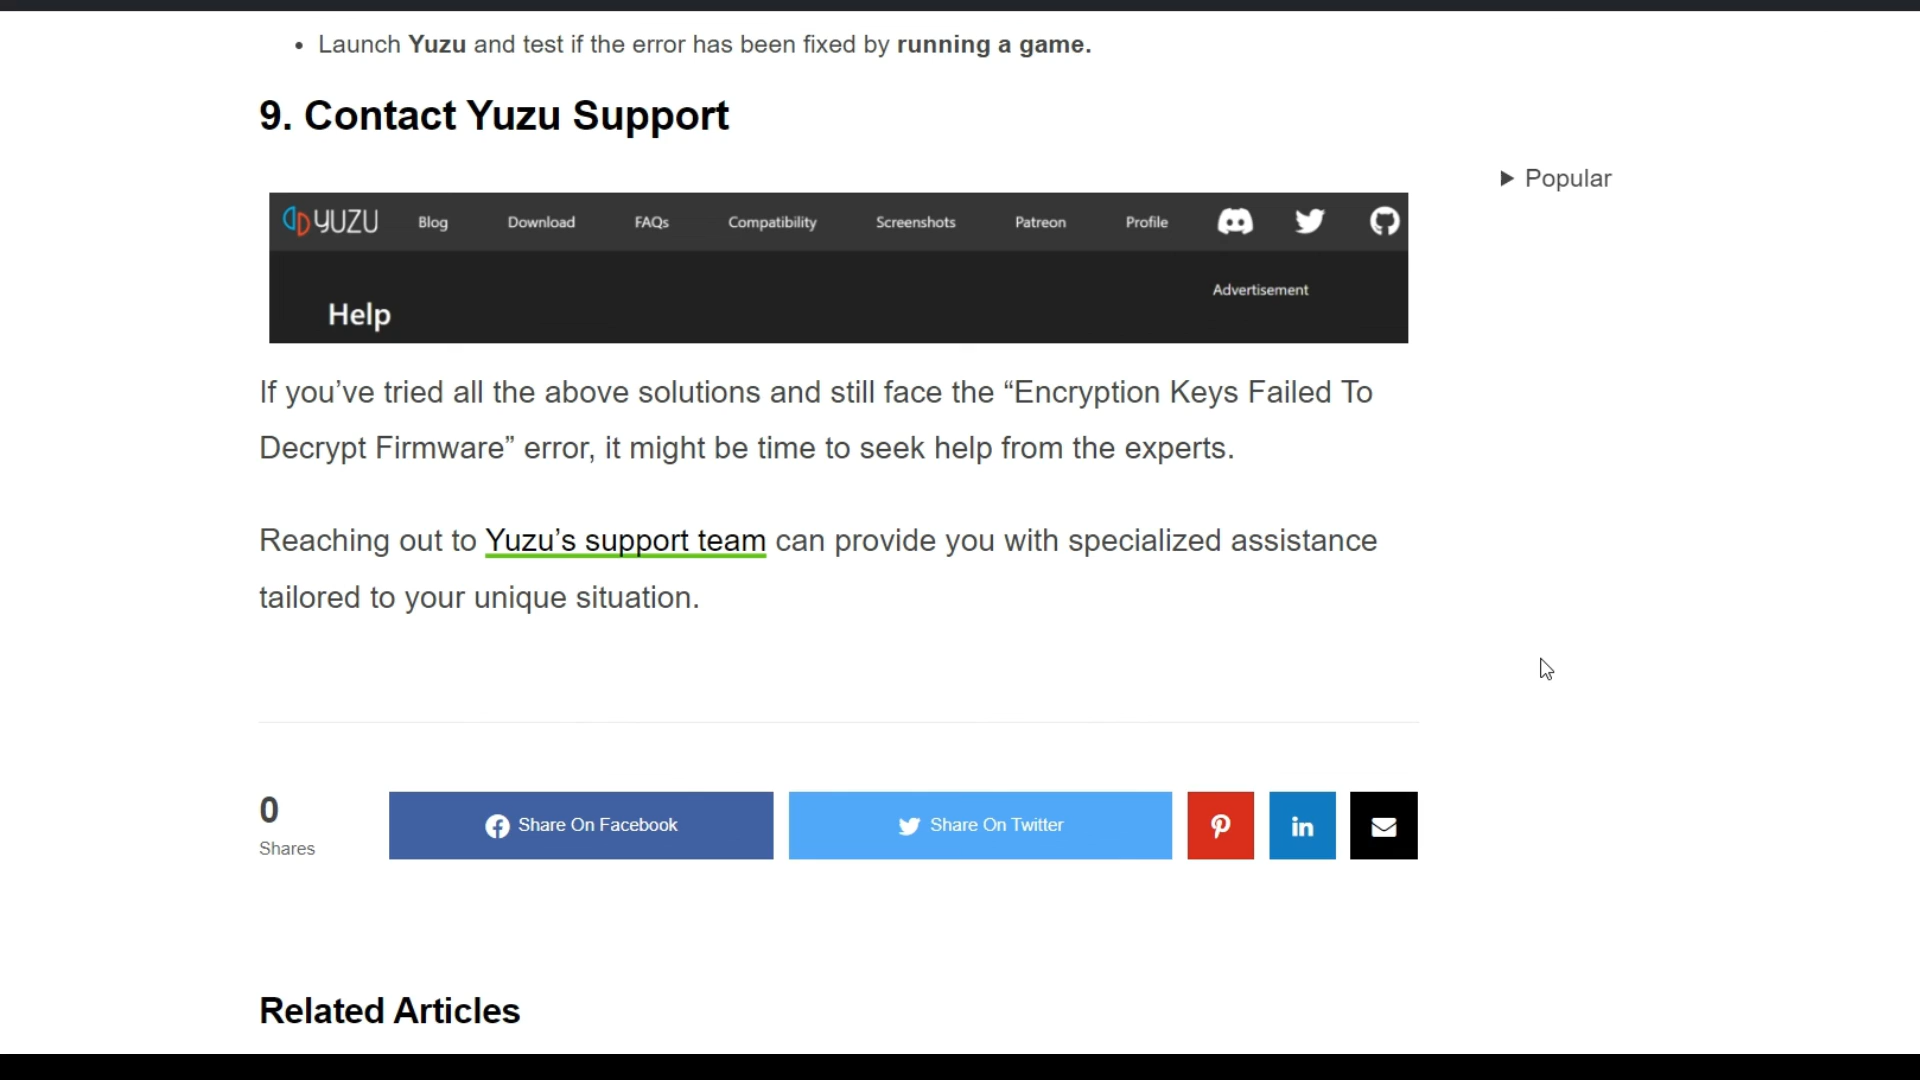 • Launch Yuzu and test if the error has been fixed by running a game.
9. Contact Yuzu Support
Popular
YUZU Blog Download FAQs Compatibility Screenshots Patreon Profile
Advertisement
Help
If you’ve tried all the above solutions and still face the “Encryption Keys Failed To
Decrypt Firmware” error, it might be time to seek help from the experts.
Reaching out to Yuzu’s support team can provide you with specialized assistance
tailored to your unique situation.
0
Shares
Share On Facebook
Share On Twitter
in
Related Articles